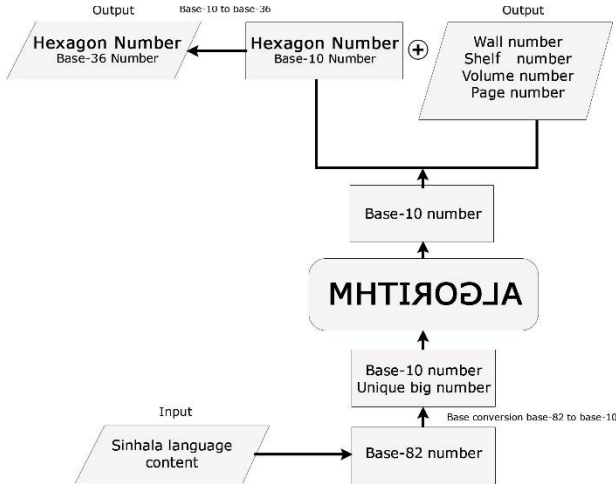 Output
Base-10 to base-36
Output
Hexagon Number
Base-36 Number
Hexagon Number
Base-10 Number
Wall number
Shelf number
Volume number
Page number
Base-10 number
ALGORITHM
Base-10 number
Unique big number
Base conversion base-82 to base-10
Input
Sinhala language
content
Base-82 number